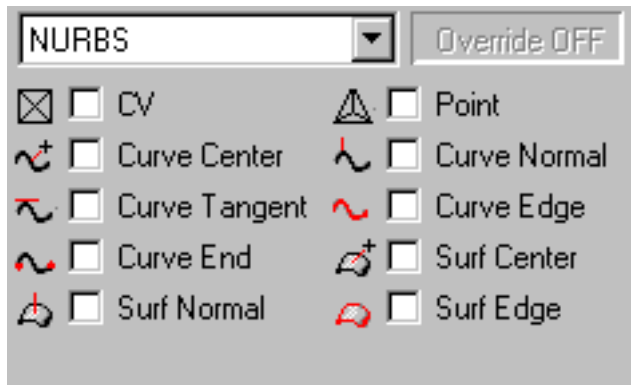 NURBS Override OFF
CV Point
Curve Center Curve Normal
Curve Tangent Curve Edge
Curve End Surf Center
Surf Normal Surf Edge